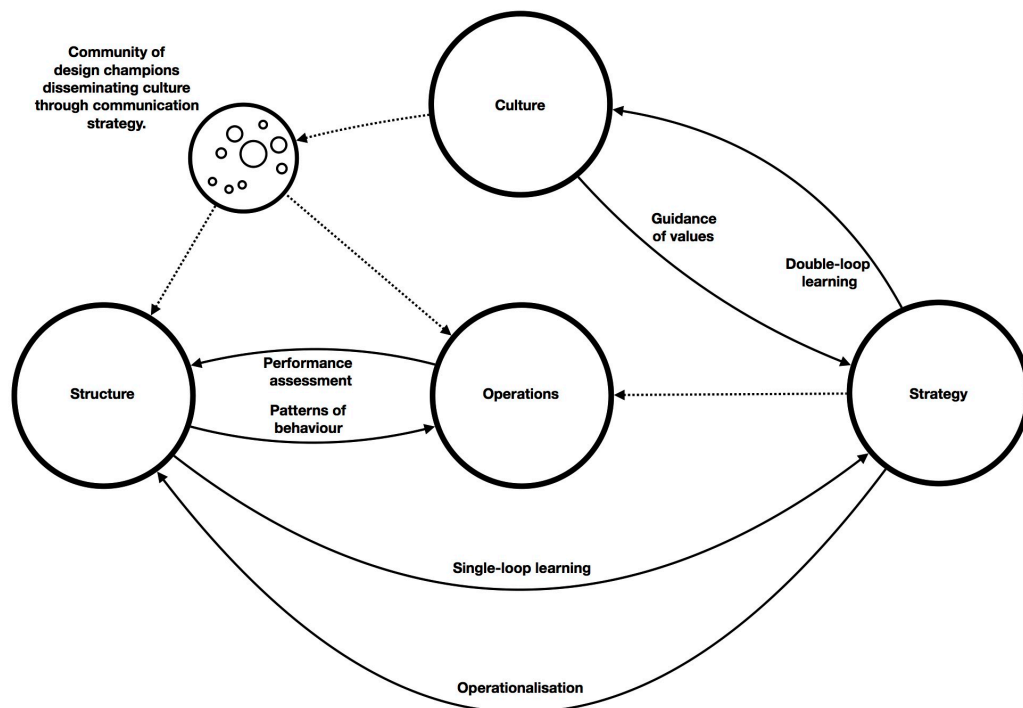 Community of
design champions
disseminating culture
through communication
strategy.
Culture
Guidance
of values
Double-loop
learning
Structure
Performance
assessment
Patterns of
behaviour
Operations
Strategy
Single-loop learning
Operationalisation